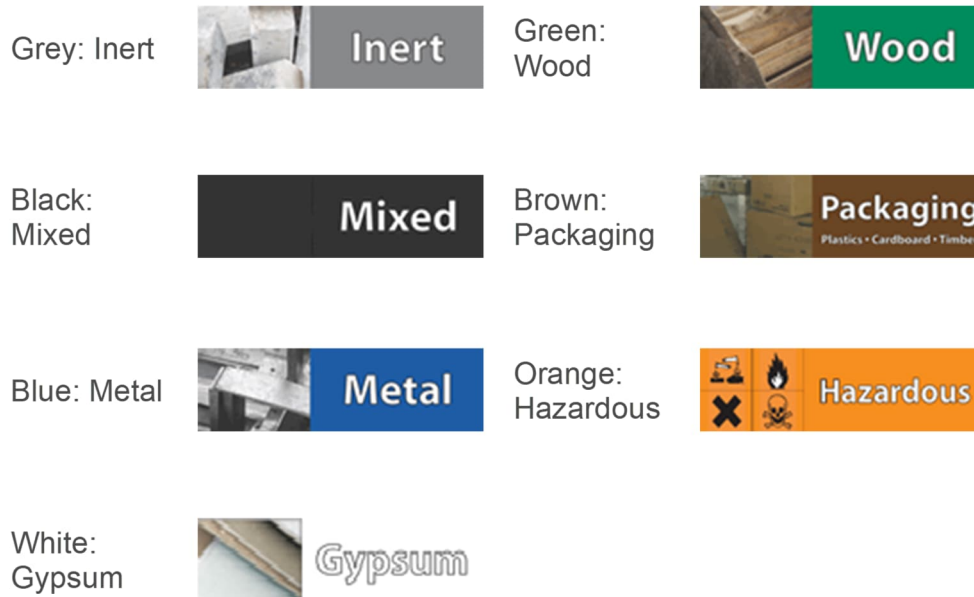 Grey: Inert
Inert
Green:
Wood
Wood
Black:
Mixed
Mixed
Brown:
Packaging
Packaging
Plastics • Cardboard • Timber
Blue: Metal
Metal
Orange:
Hazardous
Hazardous
White:
Gypsum
Gypsum